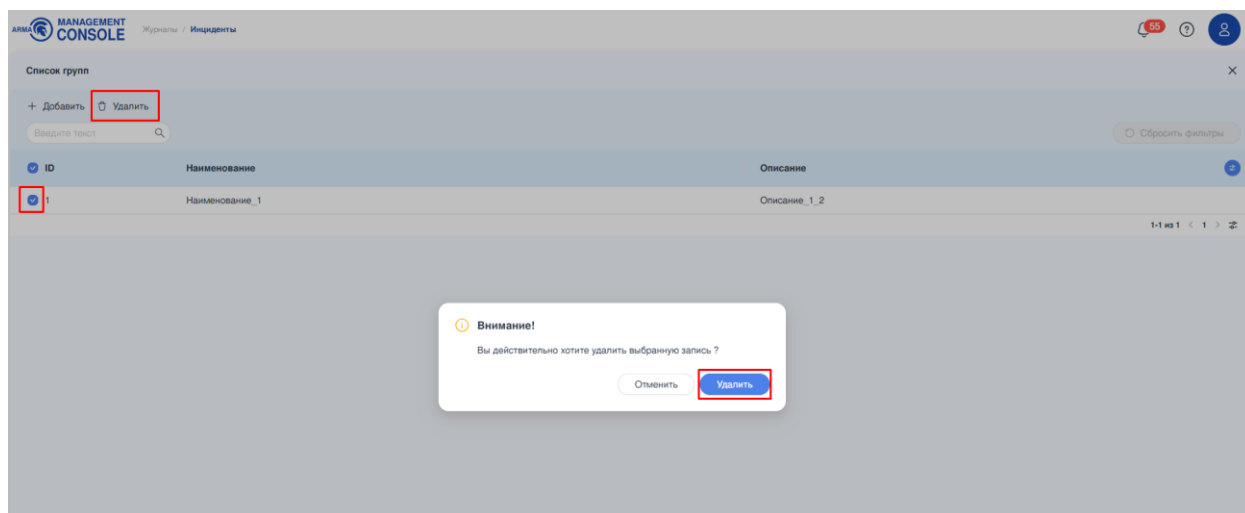 ARMA MANAGEMENT CONSOLE Журналы / Инциденты 55
Список групп
+ Добавить Удалить
Введите текст Сбросить фильтры
ID Наименование Описание
1 Наименование_1 Описание_1_2
1-1 из 1 < 1 >
Внимание!
Вы действительно хотите удалить выбранную запись ?
Отменить Удалить